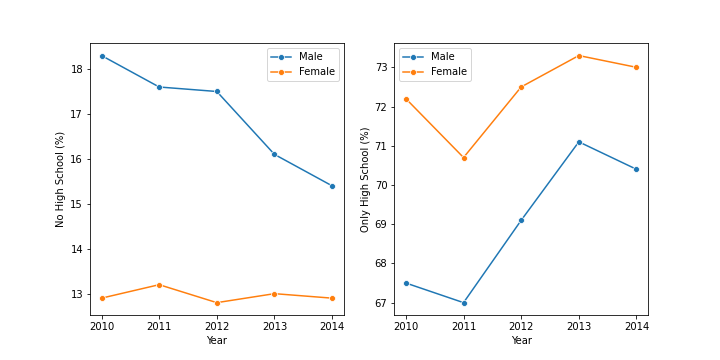 No High School (%)
18
17
16
15
14
13
Male
Female
2010 2011 2012 2013 2014
Year
Only High School (%)
73
72
71
70
69
68
67
Male
Female
2010 2011 2012 2013 2014
Year